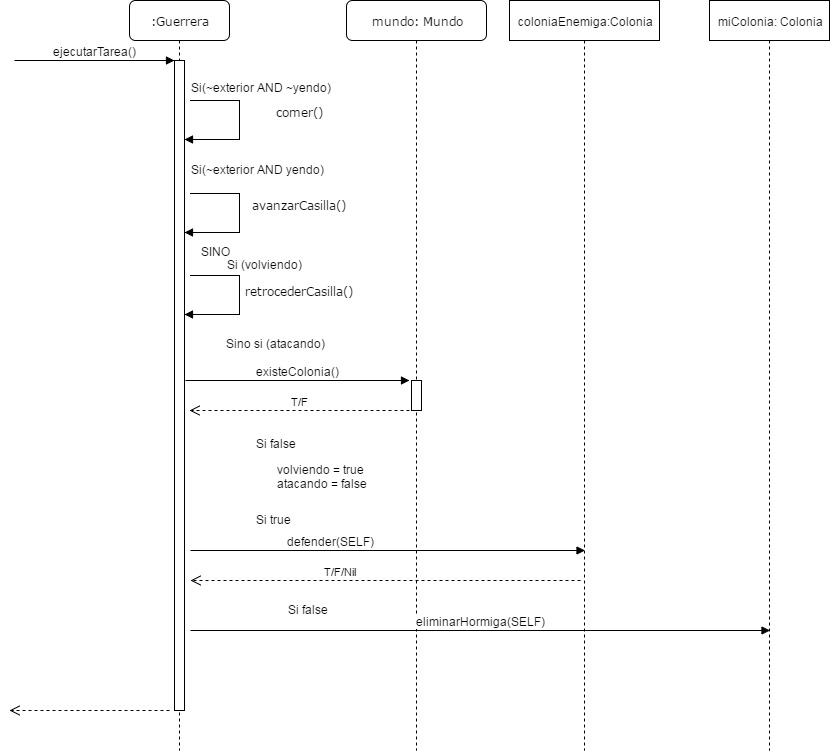 :Guerrera
mundo: Mundo
coloniaEnemiga:Colonia
miColonia: Colonia
ejecutarTarea()
Si(~exterior AND ~yendo)
comer()
Si(~exterior AND yendo)
avanzarCasilla()
SINO
Si (volviendo)
retrocederCasilla()
Sino si (atacando)
existeColonia()
T/F
Si false
volviendo = true
atacando = false
Si true
defender(SELF)
T/F/Nil
Si false
eliminarHormiga(SELF)